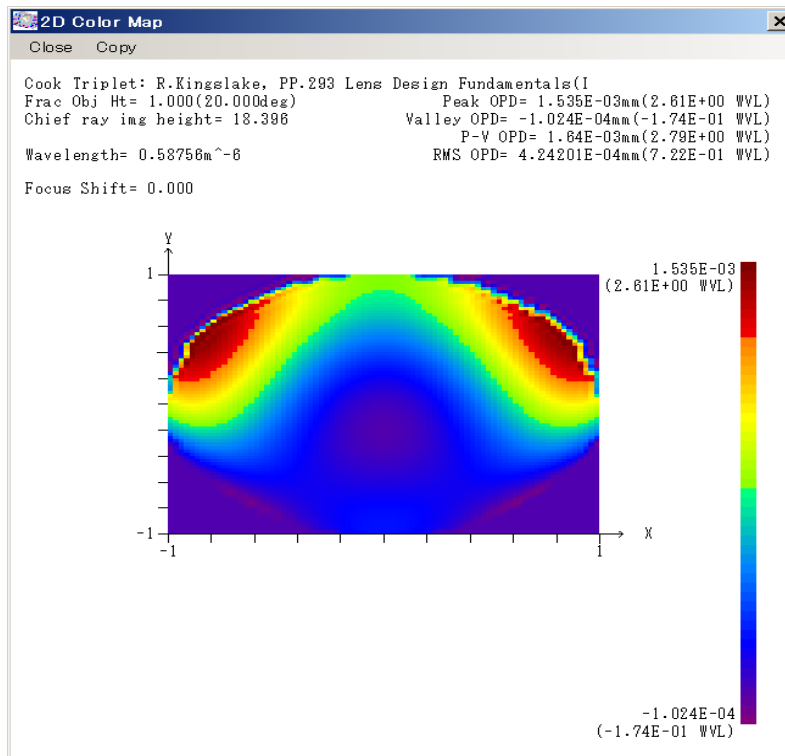 2D Color Map
Close Copy
Cook Triplet: R.Kingslake, PP.293 Lens Design Fundamentals(I
Frac Obj Ht= 1.000(20.000deg) Peak OPD= 1.535E-03mm(2.61E+00 WVL)
Chief ray img height= 18.396 Valley OPD= -1.024E-04mm(-1.74E-01 WVL)
P-V OPD= 1.64E-03mm(2.79E+00 WVL)
Wavelength= 0.58756m^-6 RMS OPD= 4.24201E-04mm(7.22E-01 WVL)
Focus Shift= 0.000
Y
1
1.535E-03
(2.61E+00 WVL)
-1
X
-1 1
-1.024E-04
(-1.74E-01 WVL)